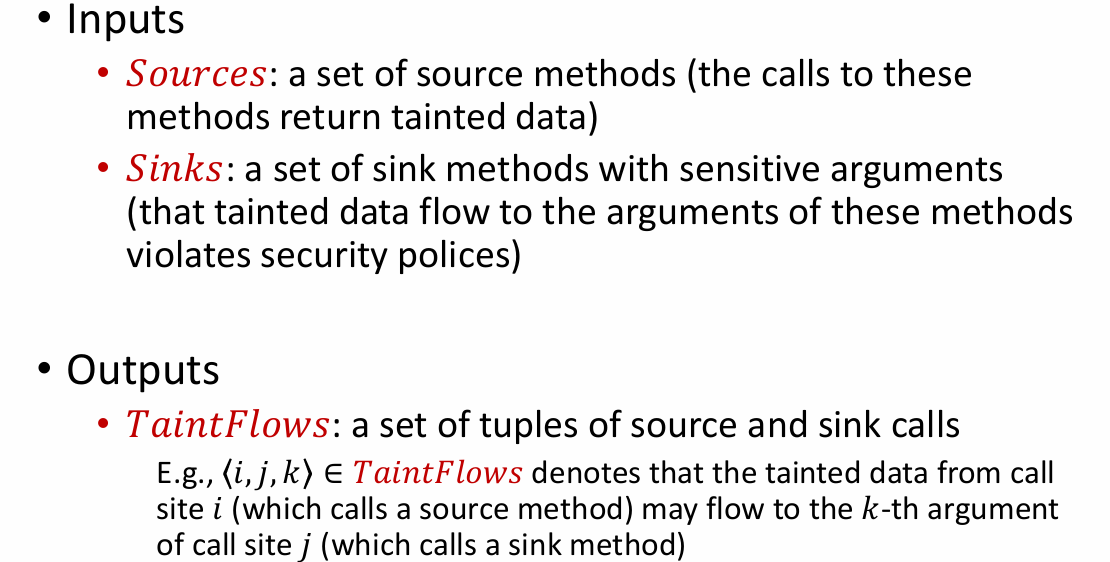 • Inputs
• Sources: a set of source methods (the calls to these
methods return tainted data)
• Sinks: a set of sink methods with sensitive arguments
(that tainted data flow to the arguments of these methods
violates security polices)
• Outputs
• TaintFlows: a set of tuples of source and sink calls
E.g., ⟨i, j, k⟩ ∈ TaintFlows denotes that the tainted data from call
site i (which calls a source method) may flow to the k-th argument
of call site j (which calls a sink method)